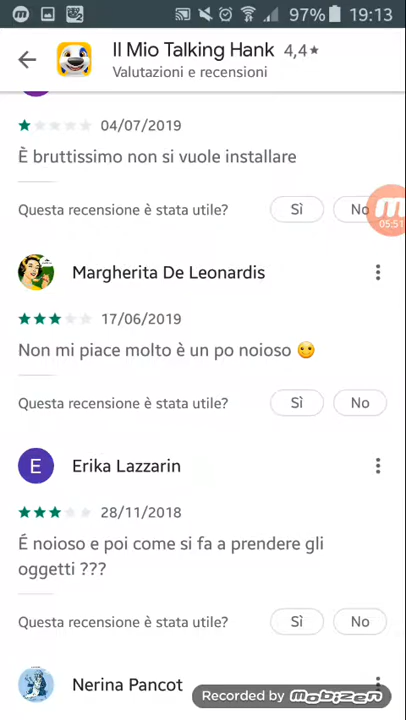 97% 19:13
Il Mio Talking Hank 4,4★
Valutazioni e recensioni
04/07/2019
È bruttissimo non si vuole installare
Questa recensione è stata utile? Sì No
05:51
Margherita De Leonardis
17/06/2019
Non mi piace molto è un po noioso 😶
Questa recensione è stata utile? Sì No
E Erika Lazzarin
28/11/2018
É noioso e poi come si fa a prendere gli
oggetti ???
Questa recensione è stata utile? Sì No
Nerina Pancot
Recorded by mobizen